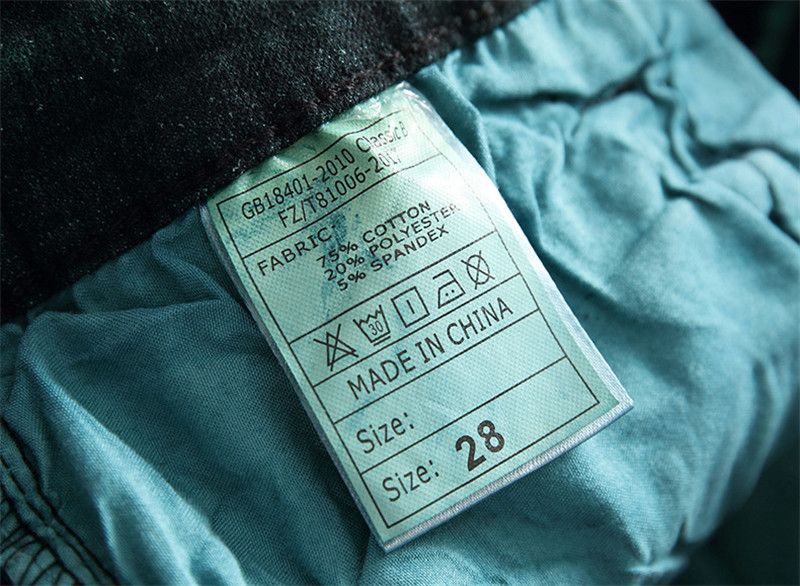 GB18401-2010 Classic B
FZ/T81006-2017
FABRIC:
75% COTTON
20% POLYESTER
5% SPANDEX
30
MADE IN CHINA
Size:
Size: 28